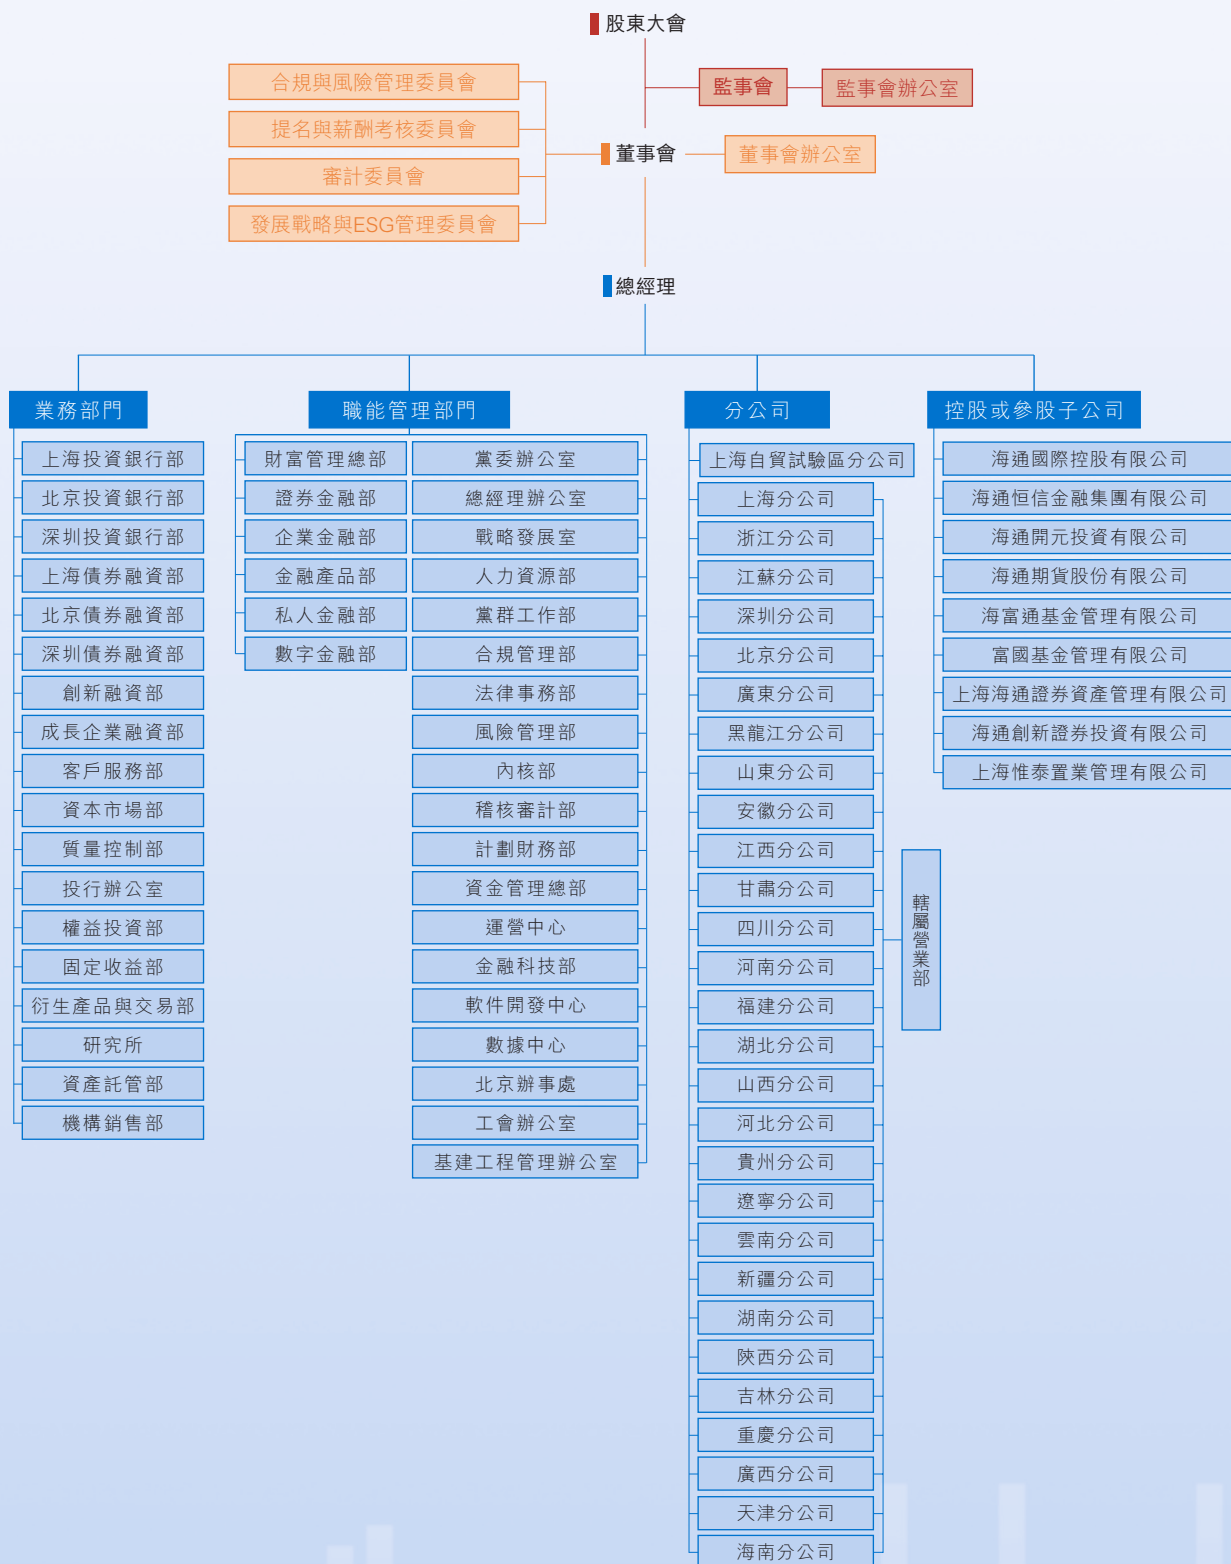 股東大會
監事會
監事會辦公室
合規與風險管理委員會
提名與薪酬考核委員會
審計委員會
發展戰略與ESG管理委員會
董事會
董事會辦公室
總經理
業務部門
上海投資銀行部
北京投資銀行部
深圳投資銀行部
上海債券融資部
北京債券融資部
深圳債券融資部
創新融資部
成長企業融資部
客戶服務部
資本市場部
質量控制部
投行辦公室
權益投資部
固定收益部
衍生產品與交易部
研究所
資產託管部
機構銷售部
職能管理部門
財富管理總部
證券金融部
企業金融部
金融產品部
私人金融部
數字金融部
黨委辦公室
總經理辦公室
戰略發展室
人力資源部
黨群工作部
合規管理部
法律事務部
風險管理部
內核部
稽核審計部
計劃財務部
資金管理總部
運營中心
金融科技部
軟件開發中心
數據中心
北京辦事處
工會辦公室
基建工程管理辦公室
分公司
上海自貿試驗區分公司
上海分公司
浙江分公司
江蘇分公司
深圳分公司
北京分公司
廣東分公司
黑龍江分公司
山東分公司
安徽分公司
江西分公司
甘肅分公司
四川分公司
河南分公司
福建分公司
湖北分公司
山西分公司
河北分公司
貴州分公司
遼寧分公司
雲南分公司
新疆分公司
湖南分公司
陝西分公司
吉林分公司
重慶分公司
廣西分公司
天津分公司
海南分公司
轄屬營業部
控股或參股子公司
海通國際控股有限公司
海通恒信金融集團有限公司
海通開元投資有限公司
海通期貨股份有限公司
海富通基金管理有限公司
富國基金管理有限公司
上海海通證券資產管理有限公司
海通創新證券投資有限公司
上海惟泰置業管理有限公司